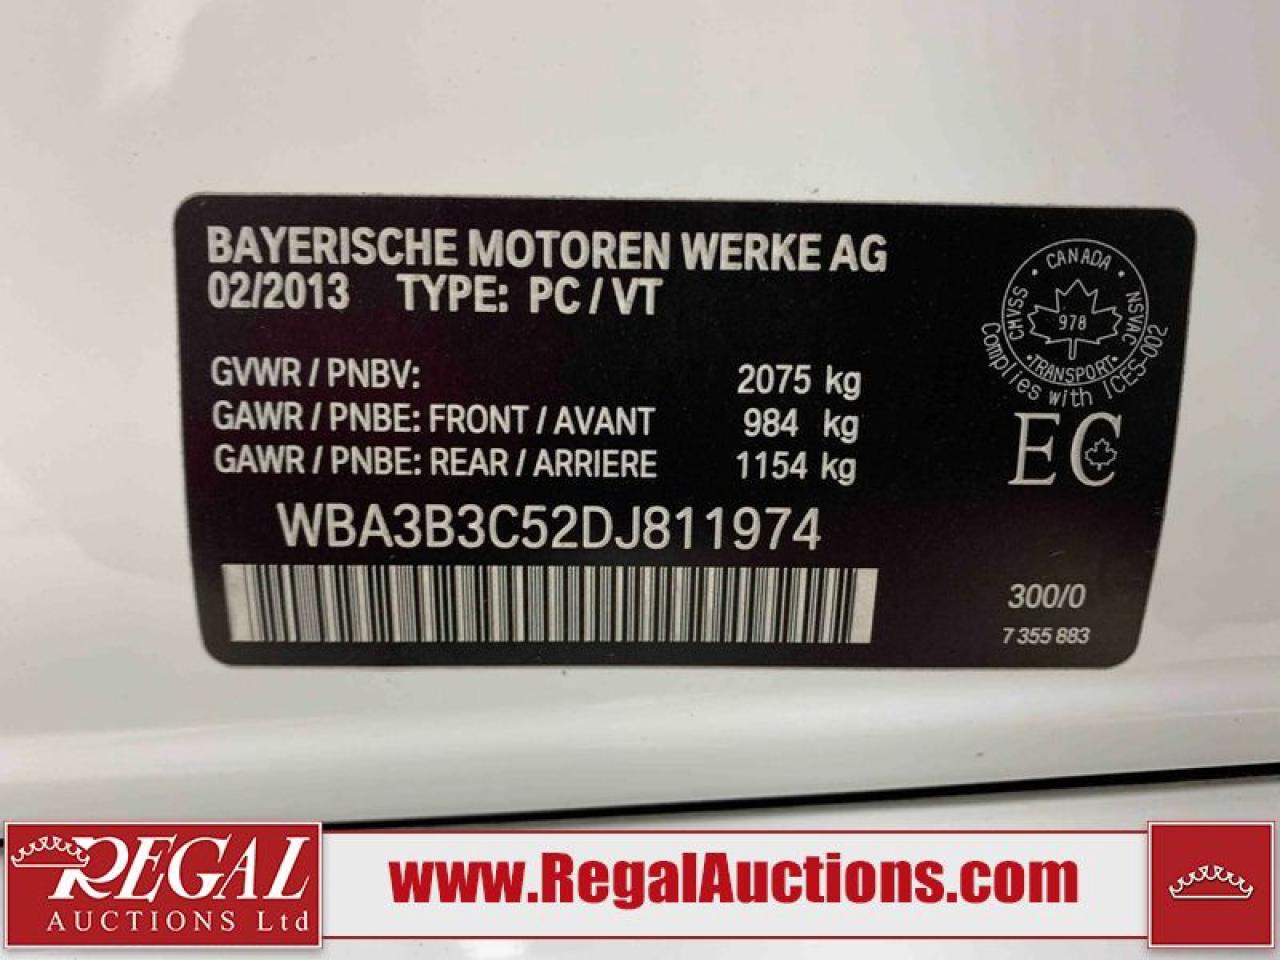 BAYERISCHE MOTOREN WERKE AG
02/2013 TYPE: PC / VT
GVWR / PNBV: 2075 kg
GAWR / PNBE: FRONT / AVANT 984 kg
GAWR / PNBE: REAR / ARRIERE 1154 kg
WBA3B3C52DJ811974
CANADA
CMVSS 978 NSVAC
TRANSPORT
Complies with ICES-002
EC
300/0
7 355 883
REGAL
AUCTIONS Ltd
www.RegalAuctions.com